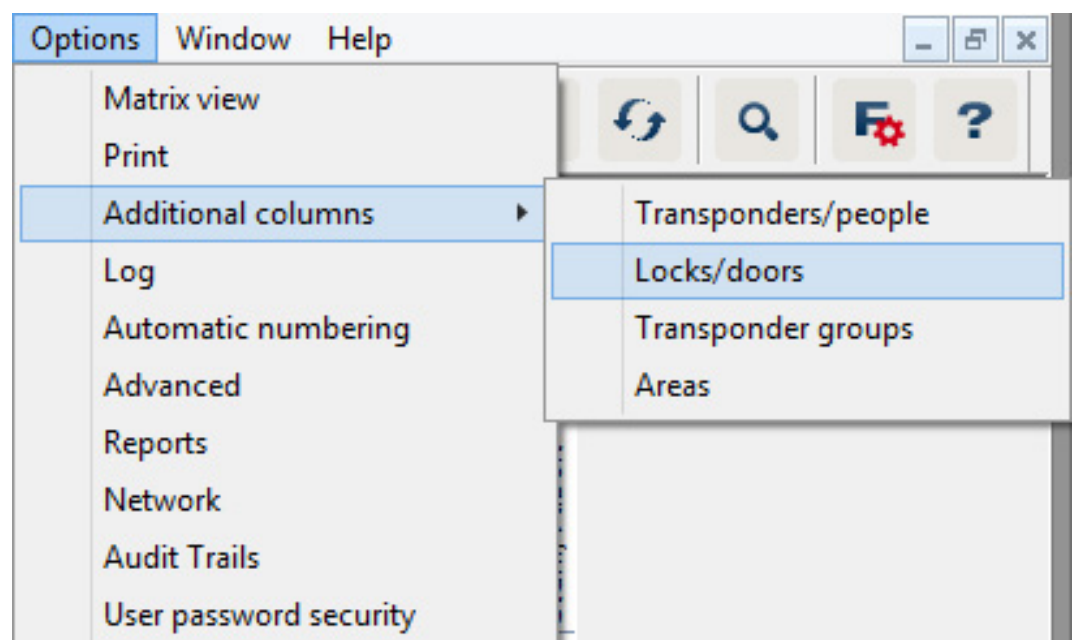 Options Window Help
Matrix view
Print
Additional columns
Transponders/people
Locks/doors
Transponder groups
Areas
Log
Automatic numbering
Advanced
Reports
Network
Audit Trails
User password security